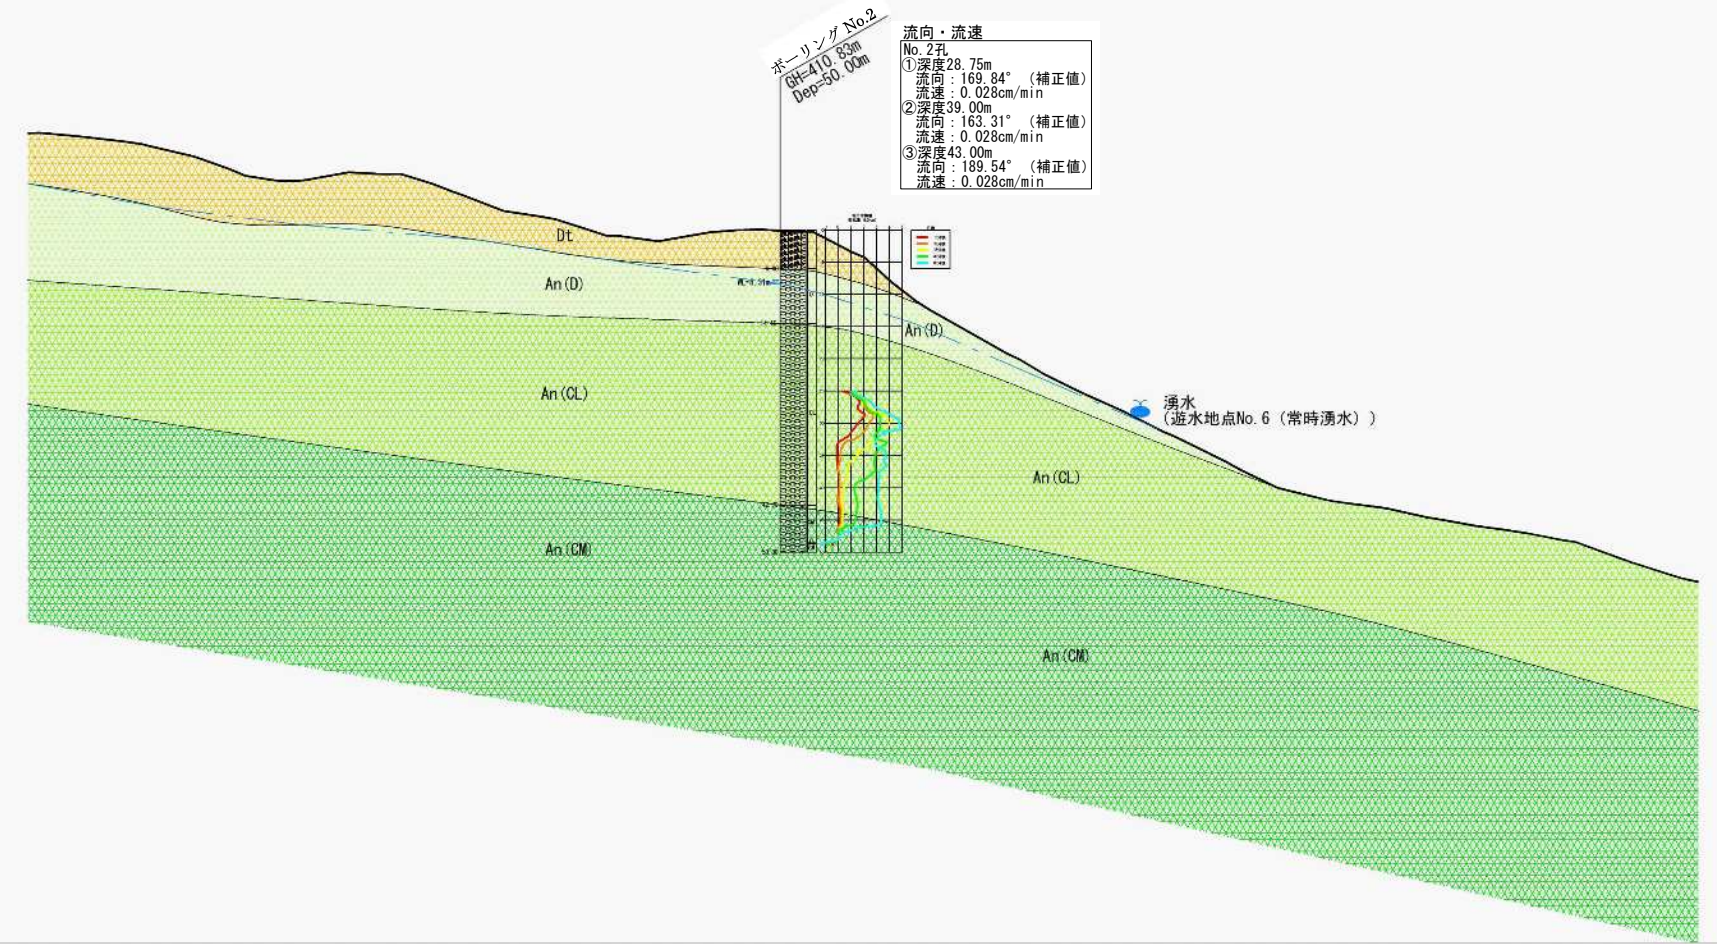 ボーリング No.2
GH=410.83m
Dep=50.00m
流向・流速
No.2孔
①深度28.75m
流向：169.84°（補正値）
流速：0.028cm/min
②深度39.00m
流向：163.31°（補正値）
流速：0.028cm/min
③深度43.00m
流向：189.54°（補正値）
流速：0.028cm/min
Dt
An(D)
An(D)
An(CL)
湧水
(遊水地点No.6（常時湧水）)
An(CL)
An(CM)
An(CM)